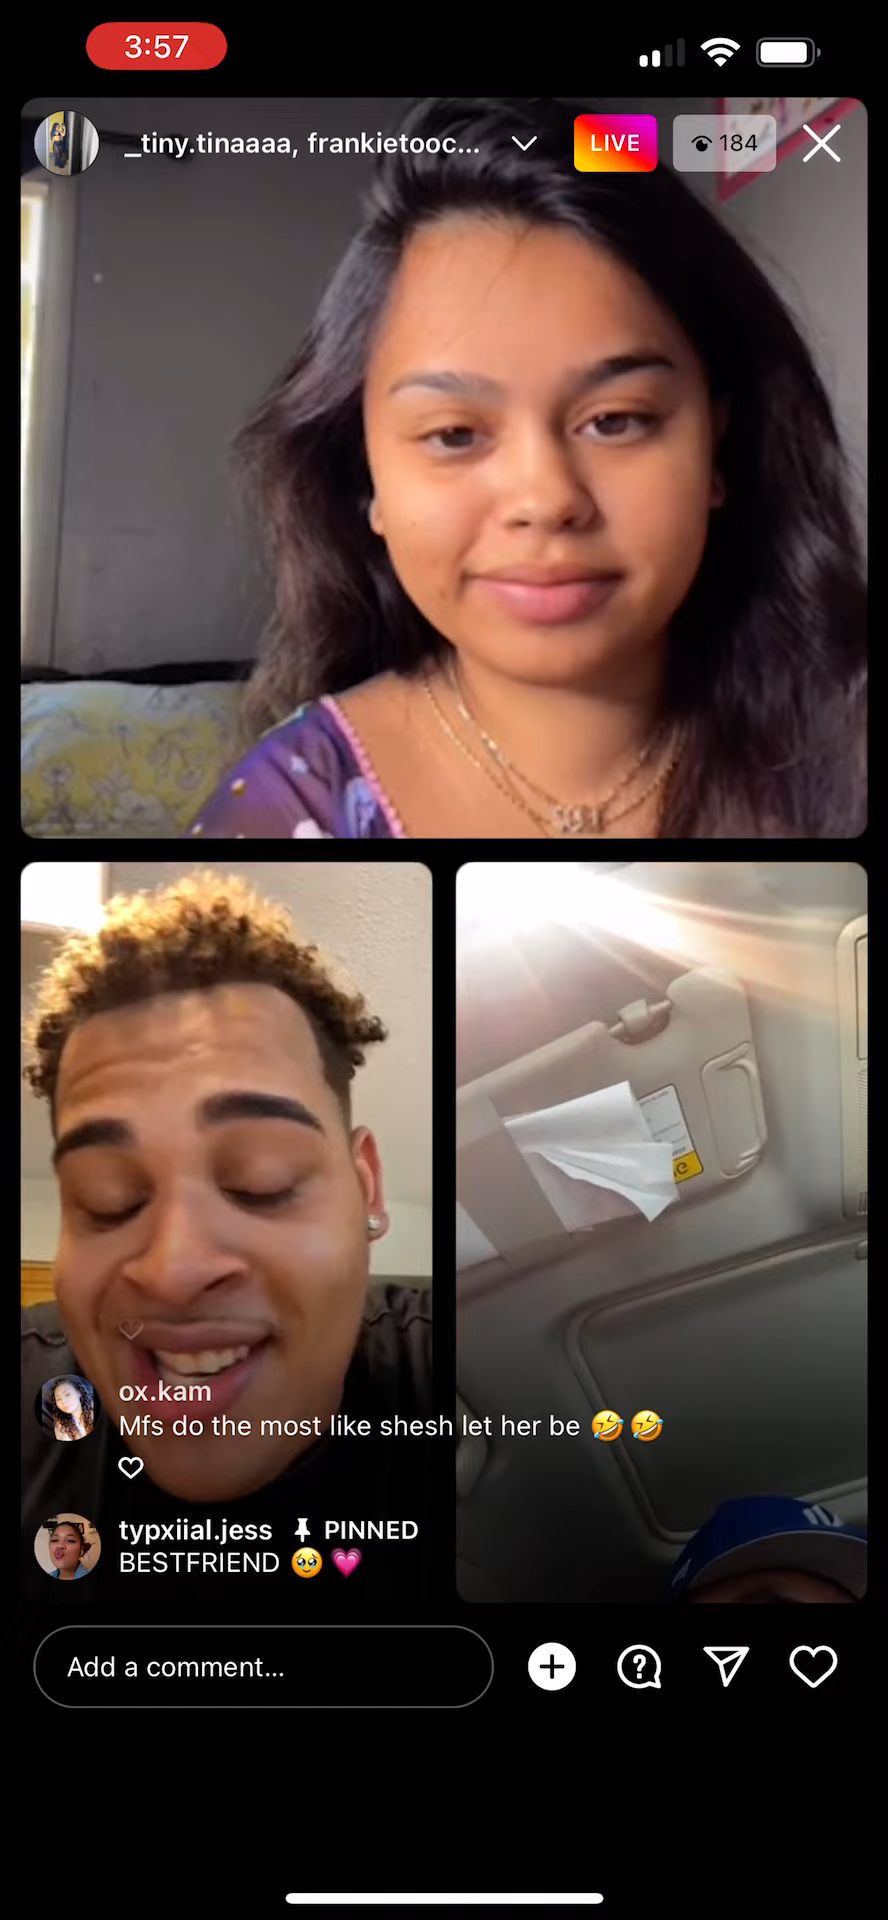 3:57
_tiny.tinaaaa, frankietooc...
LIVE
184
ox.kam
Mfs do the most like shesh let her be 🤣🤣
typxiial.jess PINNED
BESTFRIEND 🥹💗
Add a comment...